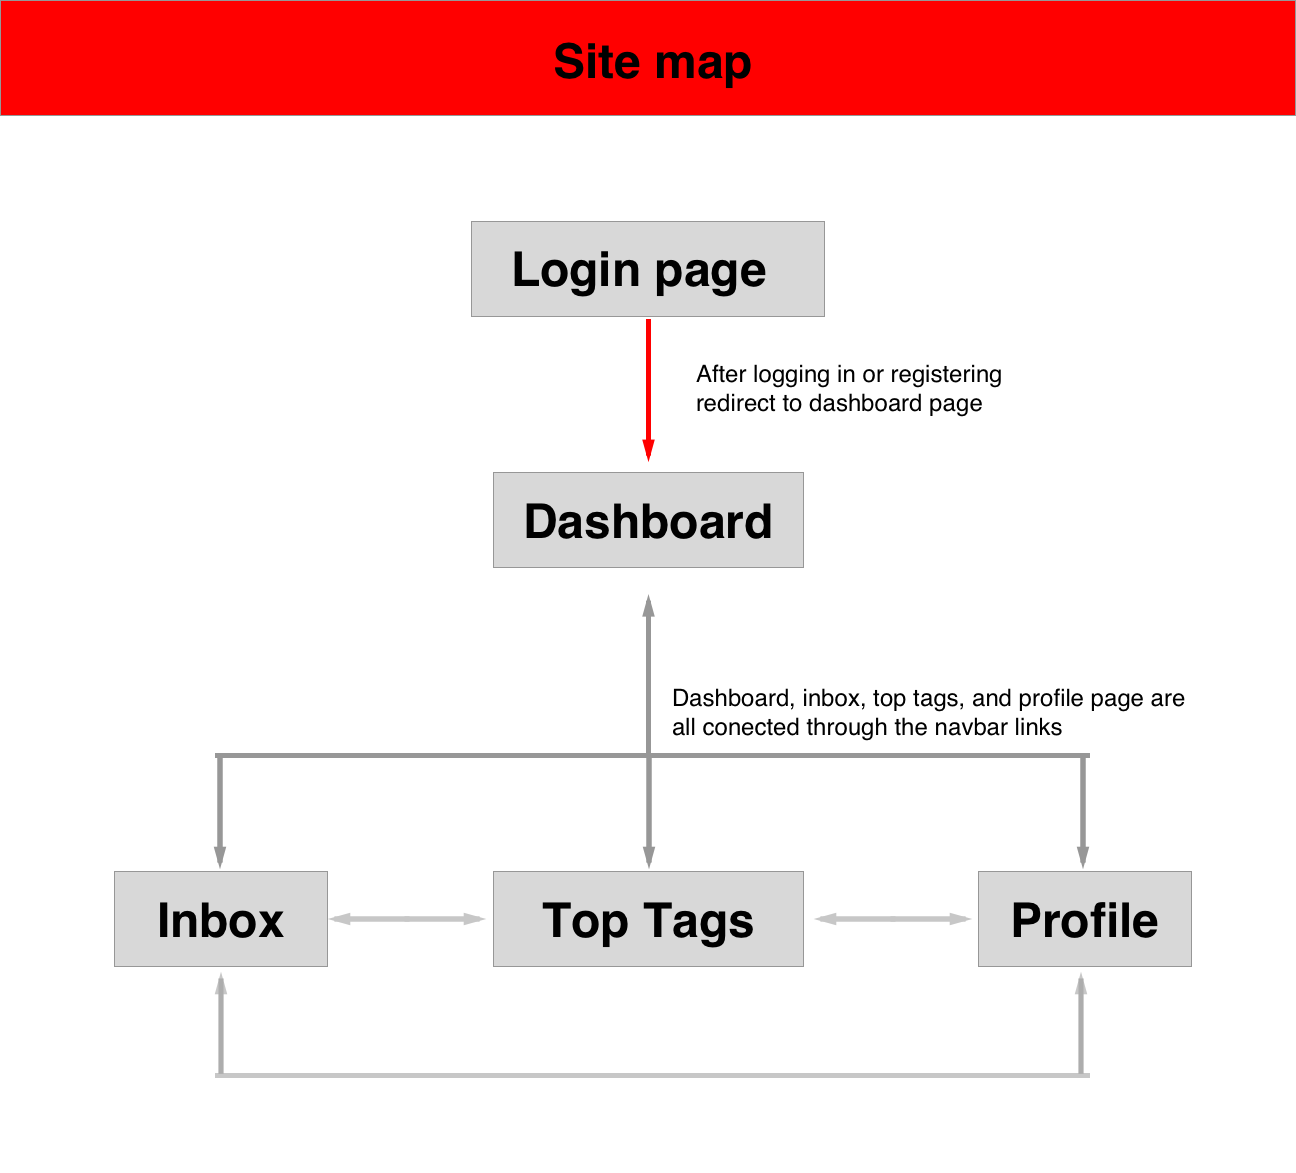 Site map
Login page
After logging in or registering
redirect to dashboard page
Dashboard
Dashboard, inbox, top tags, and profile page are
all conected through the navbar links
Inbox
Top Tags
Profile